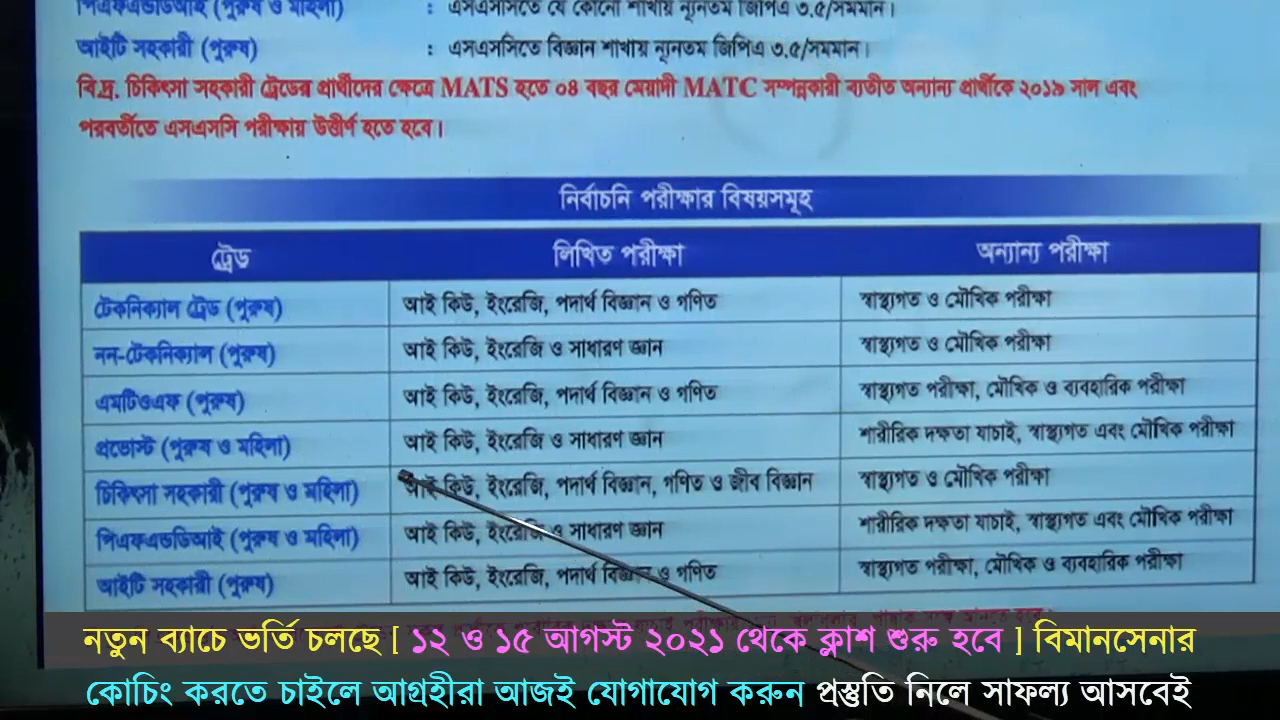 পিএফএন্ডডিআই (পুরুষ ও মহিলা) : এসএসসিতে যে কোনো শাখায় ন্যূনতম জিপিএ ৩.৫/সমমান।
আইটি সহকারী (পুরুষ) : এসএসসিতে বিজ্ঞান শাখায় ন্যূনতম জিপিএ ৩.৫/সমমান।
বি.দ্র. চিকিৎসা সহকারী ট্রেডের প্রার্থীদের ক্ষেত্রে MATS হতে ০৪ বছর মেয়াদী MATC সম্পন্নকারী ব্যতীত অন্যান্য প্রার্থীকে ২০১৯ সাল এবং
পরবর্তীতে এসএসসি পরীক্ষায় উত্তীর্ণ হতে হবে।
নির্বাচনি পরীক্ষার বিষয়সমূহ
ট্রেড লিখিত পরীক্ষা অন্যান্য পরীক্ষা
টেকনিক্যাল ট্রেড (পুরুষ) আই কিউ, ইংরেজি, পদার্থ বিজ্ঞান ও গণিত স্বাস্থ্যগত ও মৌখিক পরীক্ষা
নন-টেকনিক্যাল (পুরুষ) আই কিউ, ইংরেজি ও সাধারণ জ্ঞান স্বাস্থ্যগত ও মৌখিক পরীক্ষা
এমটিওএফ (পুরুষ) আই কিউ, ইংরেজি, পদার্থ বিজ্ঞান ও গণিত স্বাস্থ্যগত পরীক্ষা, মৌখিক ও ব্যবহারিক পরীক্ষা
প্রভোস্ট (পুরুষ ও মহিলা) আই কিউ, ইংরেজি ও সাধারণ জ্ঞান শারীরিক দক্ষতা যাচাই, স্বাস্থ্যগত এবং মৌখিক পরীক্ষা
চিকিৎসা সহকারী (পুরুষ ও মহিলা) আই কিউ, ইংরেজি, পদার্থ বিজ্ঞান, গণিত ও জীব বিজ্ঞান স্বাস্থ্যগত ও মৌখিক পরীক্ষা
পিএফএন্ডডিআই (পুরুষ ও মহিলা) আই কিউ, ইংরেজি ও সাধারণ জ্ঞান শারীরিক দক্ষতা যাচাই, স্বাস্থ্যগত এবং মৌখিক পরীক্ষা
আইটি সহকারী (পুরুষ) আই কিউ, ইংরেজি, পদার্থ বিজ্ঞান ও গণিত স্বাস্থ্যগত পরীক্ষা, মৌখিক ও ব্যবহারিক পরীক্ষা
নতুন ব্যাচে ভর্তি চলছে [ ১২ ও ১৫ আগস্ট ২০২১ থেকে ক্লাশ শুরু হবে ] বিমানসেনার
কোচিং করতে চাইলে আগ্রহীরা আজই যোগাযোগ করুন প্রস্তুতি নিলে সাফল্য আসবেই